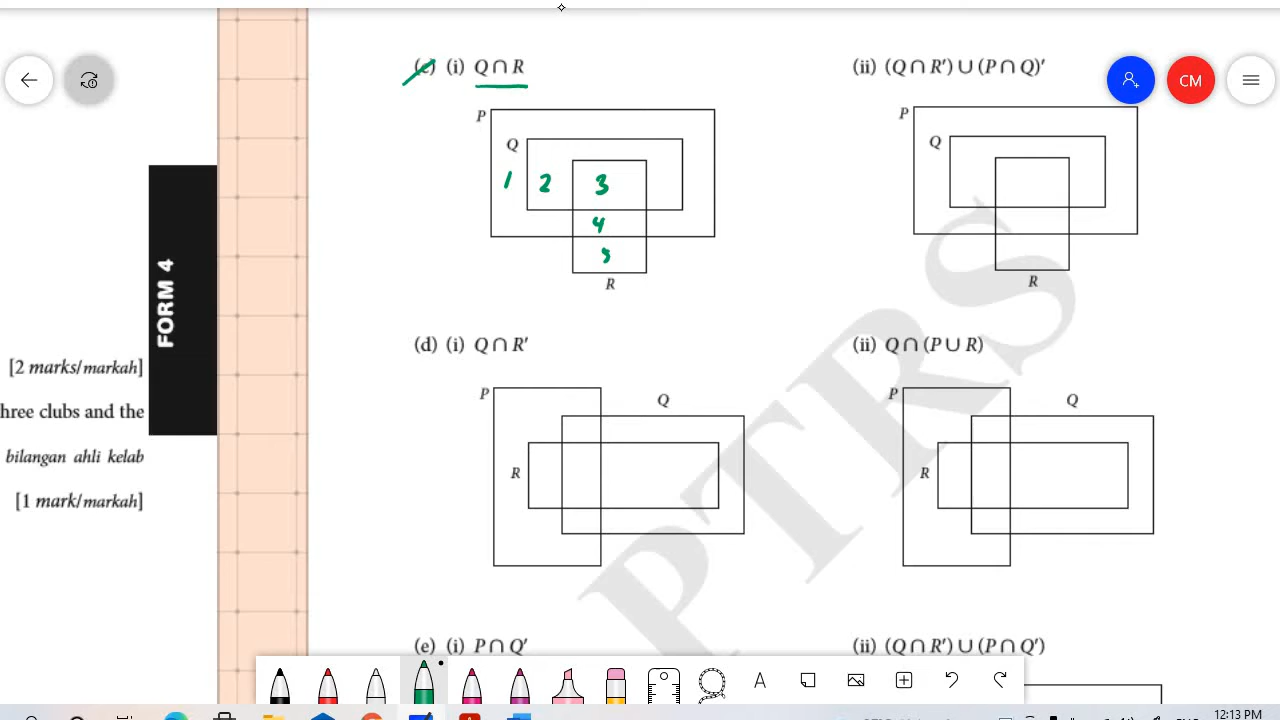 (c) (i) Q ∩ R
(ii) (Q ∩ R′) ∪ (P ∩ Q)′
CM
P
Q
1 2 3
4
5
R
P
Q
R
FORM 4
[2 marks/markah]
hree clubs and the
bilangan ahli kelab
[1 mark/markah]
(d) (i) Q ∩ R′
(ii) Q ∩ (P ∪ R)
P
Q
R
P
Q
R
(e) (i) P ∩ Q′
(ii) (Q ∩ R′) ∪ (P ∩ Q′)
PTRS
A
12:13 PM